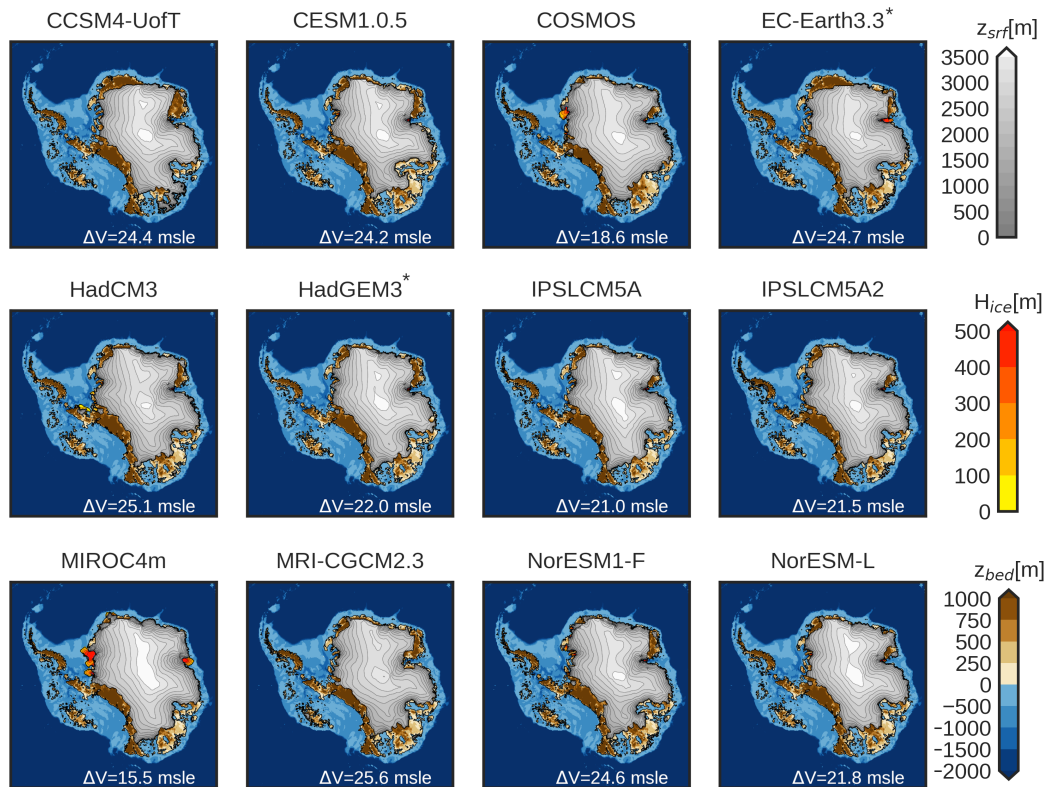 CCSM4-UofT
CESM1.0.5
COSMOS
EC-Earth3.3*
z_srf[m]
3500
3000
2500
2000
1500
1000
500
0
ΔV=24.4 msle
ΔV=24.2 msle
ΔV=18.6 msle
ΔV=24.7 msle
HadCM3
HadGEM3*
IPSLCM5A
IPSLCM5A2
H_ice[m]
500
400
300
200
100
0
ΔV=25.1 msle
ΔV=22.0 msle
ΔV=21.0 msle
ΔV=21.5 msle
MIROC4m
MRI-CGCM2.3
NorESM1-F
NorESM-L
z_bed[m]
1000
750
500
250
0
−500
−1000
−1500
−2000
ΔV=15.5 msle
ΔV=25.6 msle
ΔV=24.6 msle
ΔV=21.8 msle